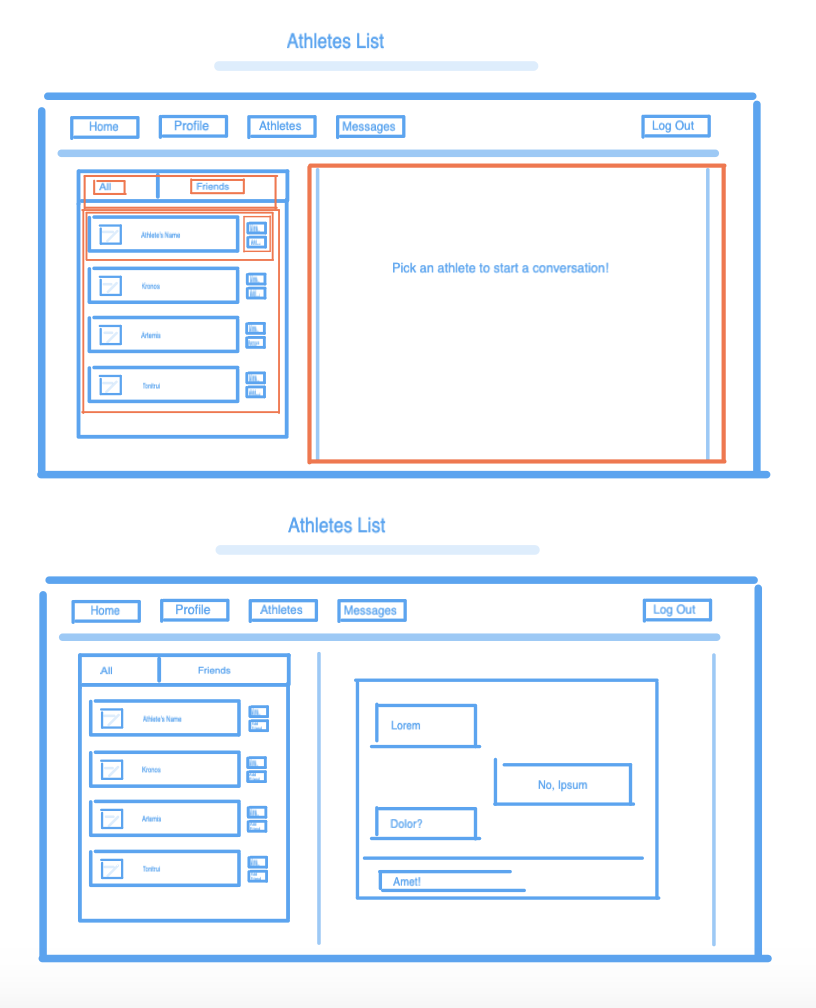 Athletes List
Home
Profile
Athletes
Messages
Log Out
All
Friends
Athlete's Name
Kronos
Artemis
Tonitrui
Pick an athlete to start a conversation!
Athletes List
Home
Profile
Athletes
Messages
Log Out
All
Friends
Athlete's Name
Kronos
Artemis
Tonitrui
Lorem
No, Ipsum
Dolor?
Amet!